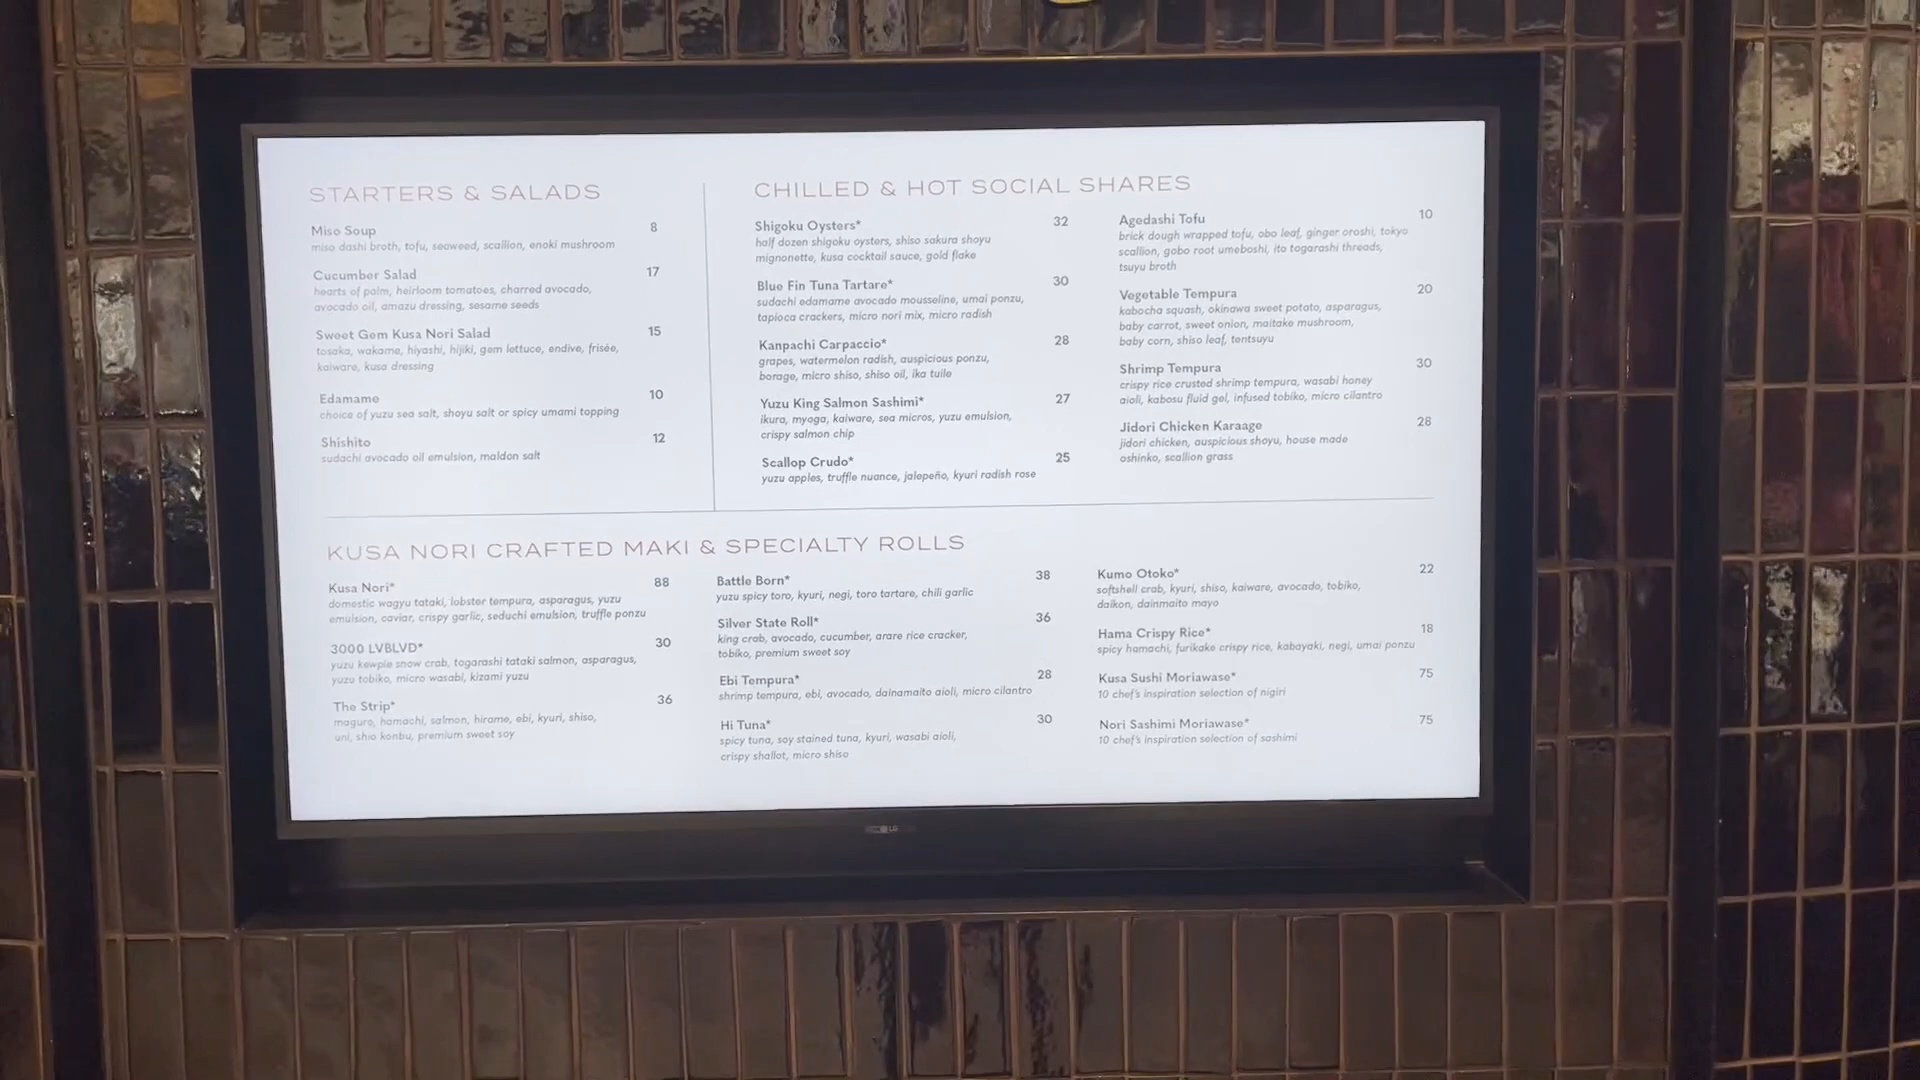 STARTERS & SALADS
Miso Soup 8
miso dashi broth, tofu, seaweed, scallion, enoki mushroom
Cucumber Salad 17
hearts of palm, heirloom tomatoes, charred avocado,
avocado oil, amazu dressing, sesame seeds
Sweet Gem Kusa Nori Salad 15
tosaka, wakame, hiyashi, hijiki, gem lettuce, endive, frisée,
kaiware, kusa dressing
Edamame 10
choice of yuzu sea salt, shoyu salt or spicy umami topping
Shishito 12
sudachi avocado oil emulsion, maldon salt
CHILLED & HOT SOCIAL SHARES
Shigoku Oysters* 32
half dozen shigoku oysters, shiso sakura shoyu
mignonette, kusa cocktail sauce, gold flake
Blue Fin Tuna Tartare* 30
sudachi edamame avocado mousseline, umai ponzu,
tapioca crackers, micro nori mix, micro radish
Kanpachi Carpaccio* 28
grapes, watermelon radish, auspicious ponzu,
borage, micro shiso, shiso oil, ika tuile
Yuzu King Salmon Sashimi* 27
ikura, myoga, kaiware, sea micros, yuzu emulsion,
crispy salmon chip
Scallop Crudo* 25
yuzu apples, truffle nuance, jalepeño, kyuri radish rose
Agedashi Tofu 10
brick dough wrapped tofu, oba leaf, ginger oroshi, tokyo
scallion, gobo root umeboshi, ito togarashi threads,
tsuyu broth
Vegetable Tempura 20
kabocha squash, okinawa sweet potato, asparagus,
baby carrot, sweet onion, maitake mushroom,
baby corn, shiso leaf, tentsuyu
Shrimp Tempura 30
crispy rice crusted shrimp tempura, wasabi honey
aioli, kabosu fluid gel, infused tobiko, micro cilantro
Jidori Chicken Karaage 28
jidori chicken, auspicious shoyu, house made
oshinko, scallion grass
KUSA NORI CRAFTED MAKI & SPECIALTY ROLLS
Kusa Nori* 88
domestic wagyu tataki, lobster tempura, asparagus, yuzu
emulsion, caviar, crispy garlic, seduchi emulsion, truffle ponzu
3000 LVBLVD* 30
yuzu kewpie snow crab, togarashi tataki salmon, asparagus,
yuzu tobiko, micro wasabi, kizami yuzu
The Strip* 36
maguro, hamachi, salmon, hirame, ebi, kyuri, shiso,
uni, shio konbu, premium sweet soy
Battle Born* 38
yuzu spicy toro, kyuri, negi, toro tartare, chili garlic
Silver State Roll* 36
king crab, avocado, cucumber, arare rice cracker,
tobiko, premium sweet soy
Ebi Tempura* 28
shrimp tempura, ebi, avocado, dainamaito aioli, micro cilantro
Hi Tuna* 30
spicy tuna, soy stained tuna, kyuri, wasabi aioli,
crispy shallot, micro shiso
Kumo Otoko* 22
softshell crab, kyuri, shiso, kaiware, avocado, tobiko,
daikon, dainmaito mayo
Hama Crispy Rice* 18
spicy hamachi, furikake crispy rice, kabayaki, negi, umai ponzu
Kusa Sushi Moriawase* 75
10 chef's inspiration selection of nigiri
Nori Sashimi Moriawase* 75
10 chef's inspiration selection of sashimi
LG